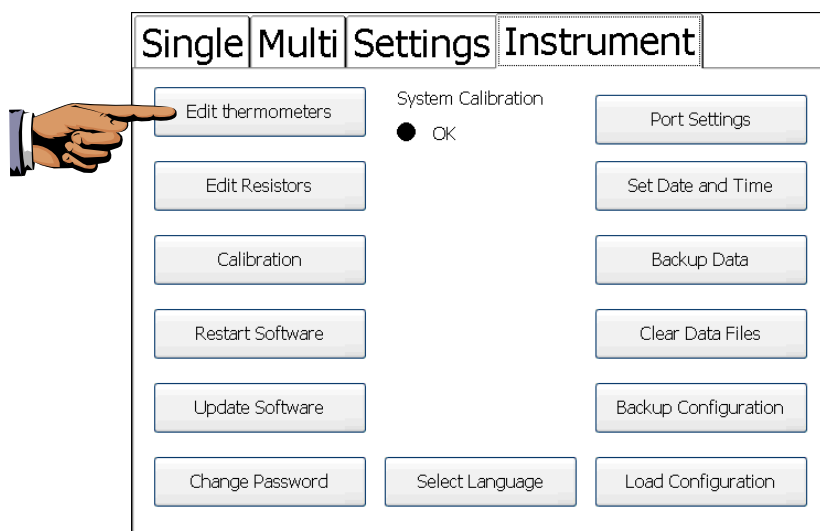 Single Multi Settings Instrument
Edit thermometers
System Calibration
OK
Port Settings
Edit Resistors
Set Date and Time
Calibration
Backup Data
Restart Software
Clear Data Files
Update Software
Backup Configuration
Change Password
Select Language
Load Configuration